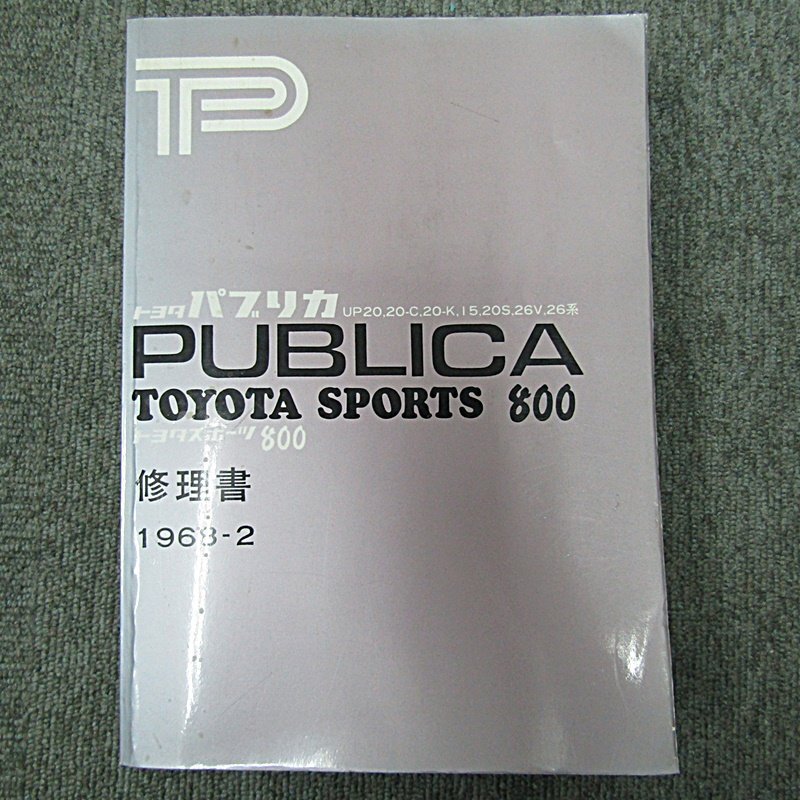 TP
トヨタ パブリカ UP20,20-C,20-K,15,20S,26V,26系
PUBLICA
TOYOTA SPORTS 800
トヨタスポーツ800
修理書
1968-2